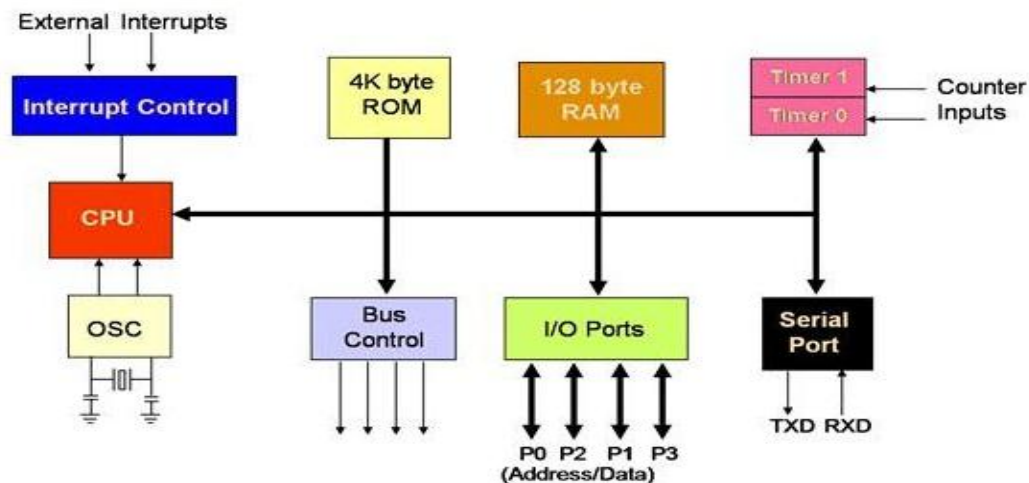 External Interrupts
Interrupt Control
4K byte
ROM
128 byte
RAM
Timer 1
Timer 0
Counter
Inputs
CPU
OSC
Bus
Control
I/O Ports
Serial
Port
P0 P2 P1 P3
(Address/Data)
TXD RXD